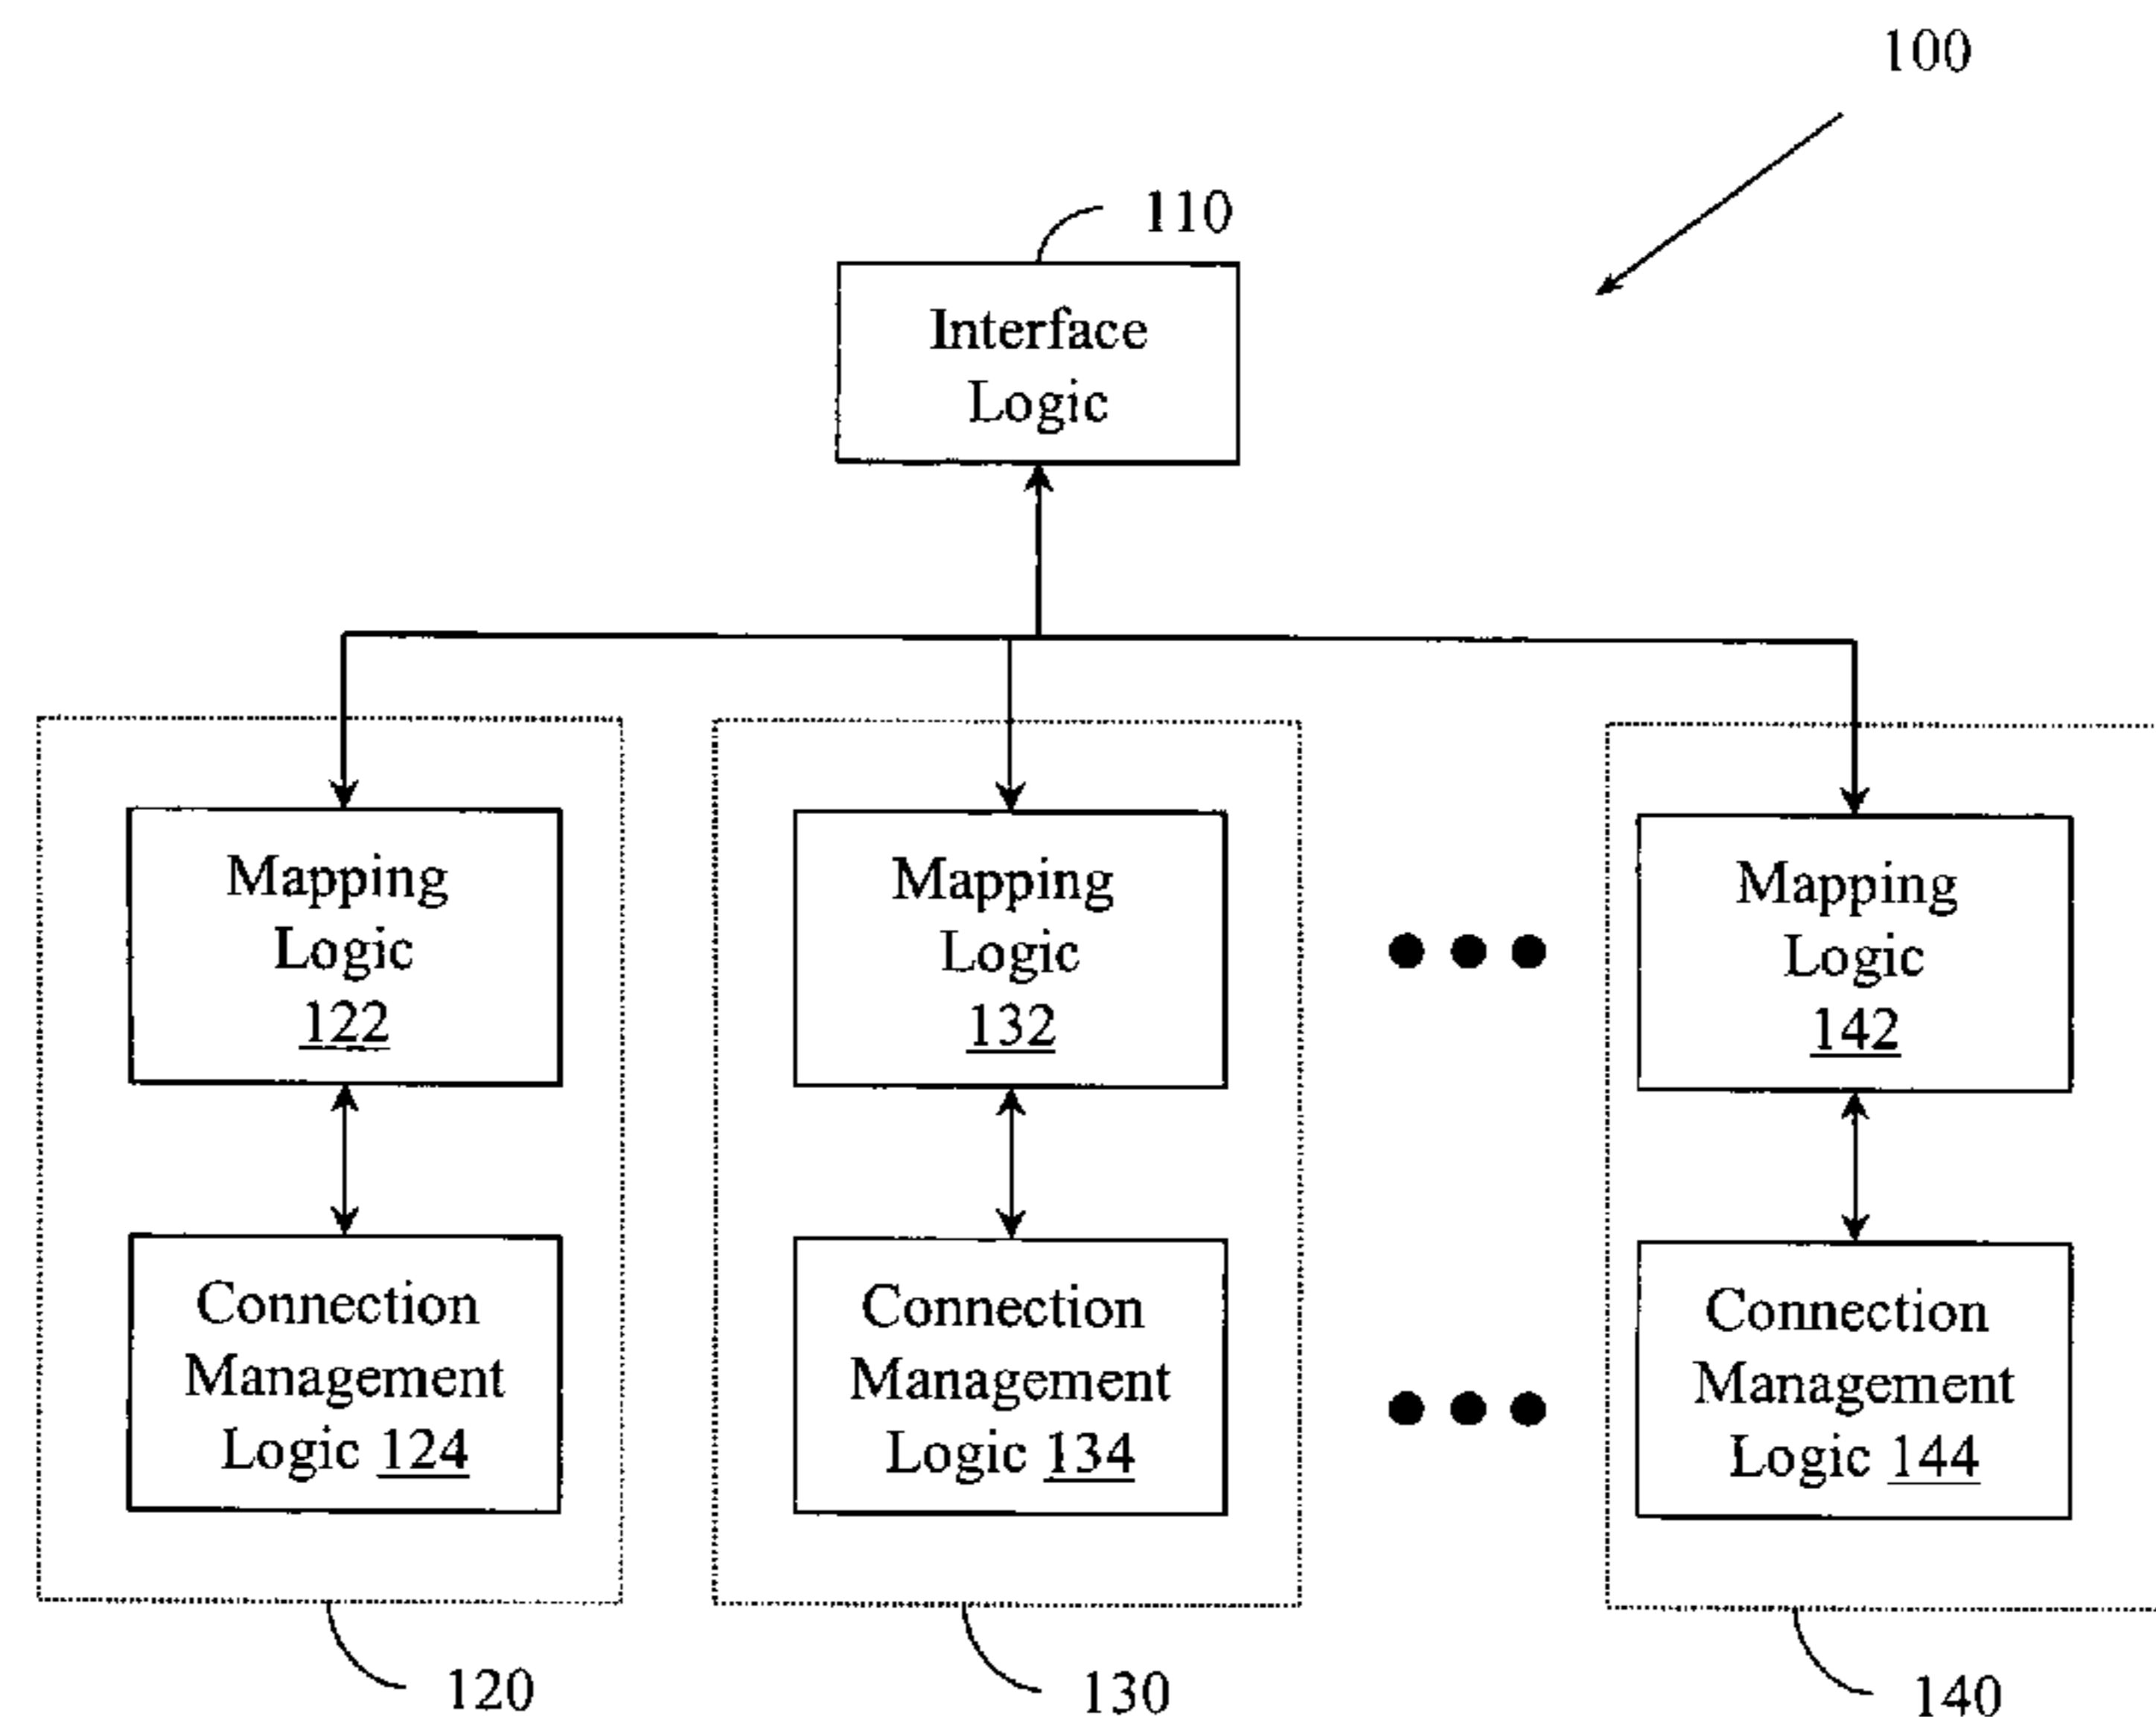 100
110
Interface
Logic
Mapping
Logic
122
Mapping
Logic
132
Mapping
Logic
142
Connection
Management
Logic 124
Connection
Management
Logic 134
Connection
Management
Logic 144
120
130
140